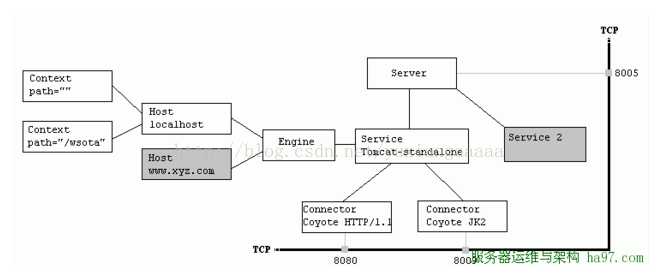 TCP
8005
Server
Context
path=""
Host
localhost
Context
path="/wsota"
Engine
Service
Tomcat-standalone
Service 2
Host
www.xyz.com
Connector
Coyote HTTP/1.1
Connector
Coyote JK2
TCP
8080
8009
服务器运维与架构 ha97.com